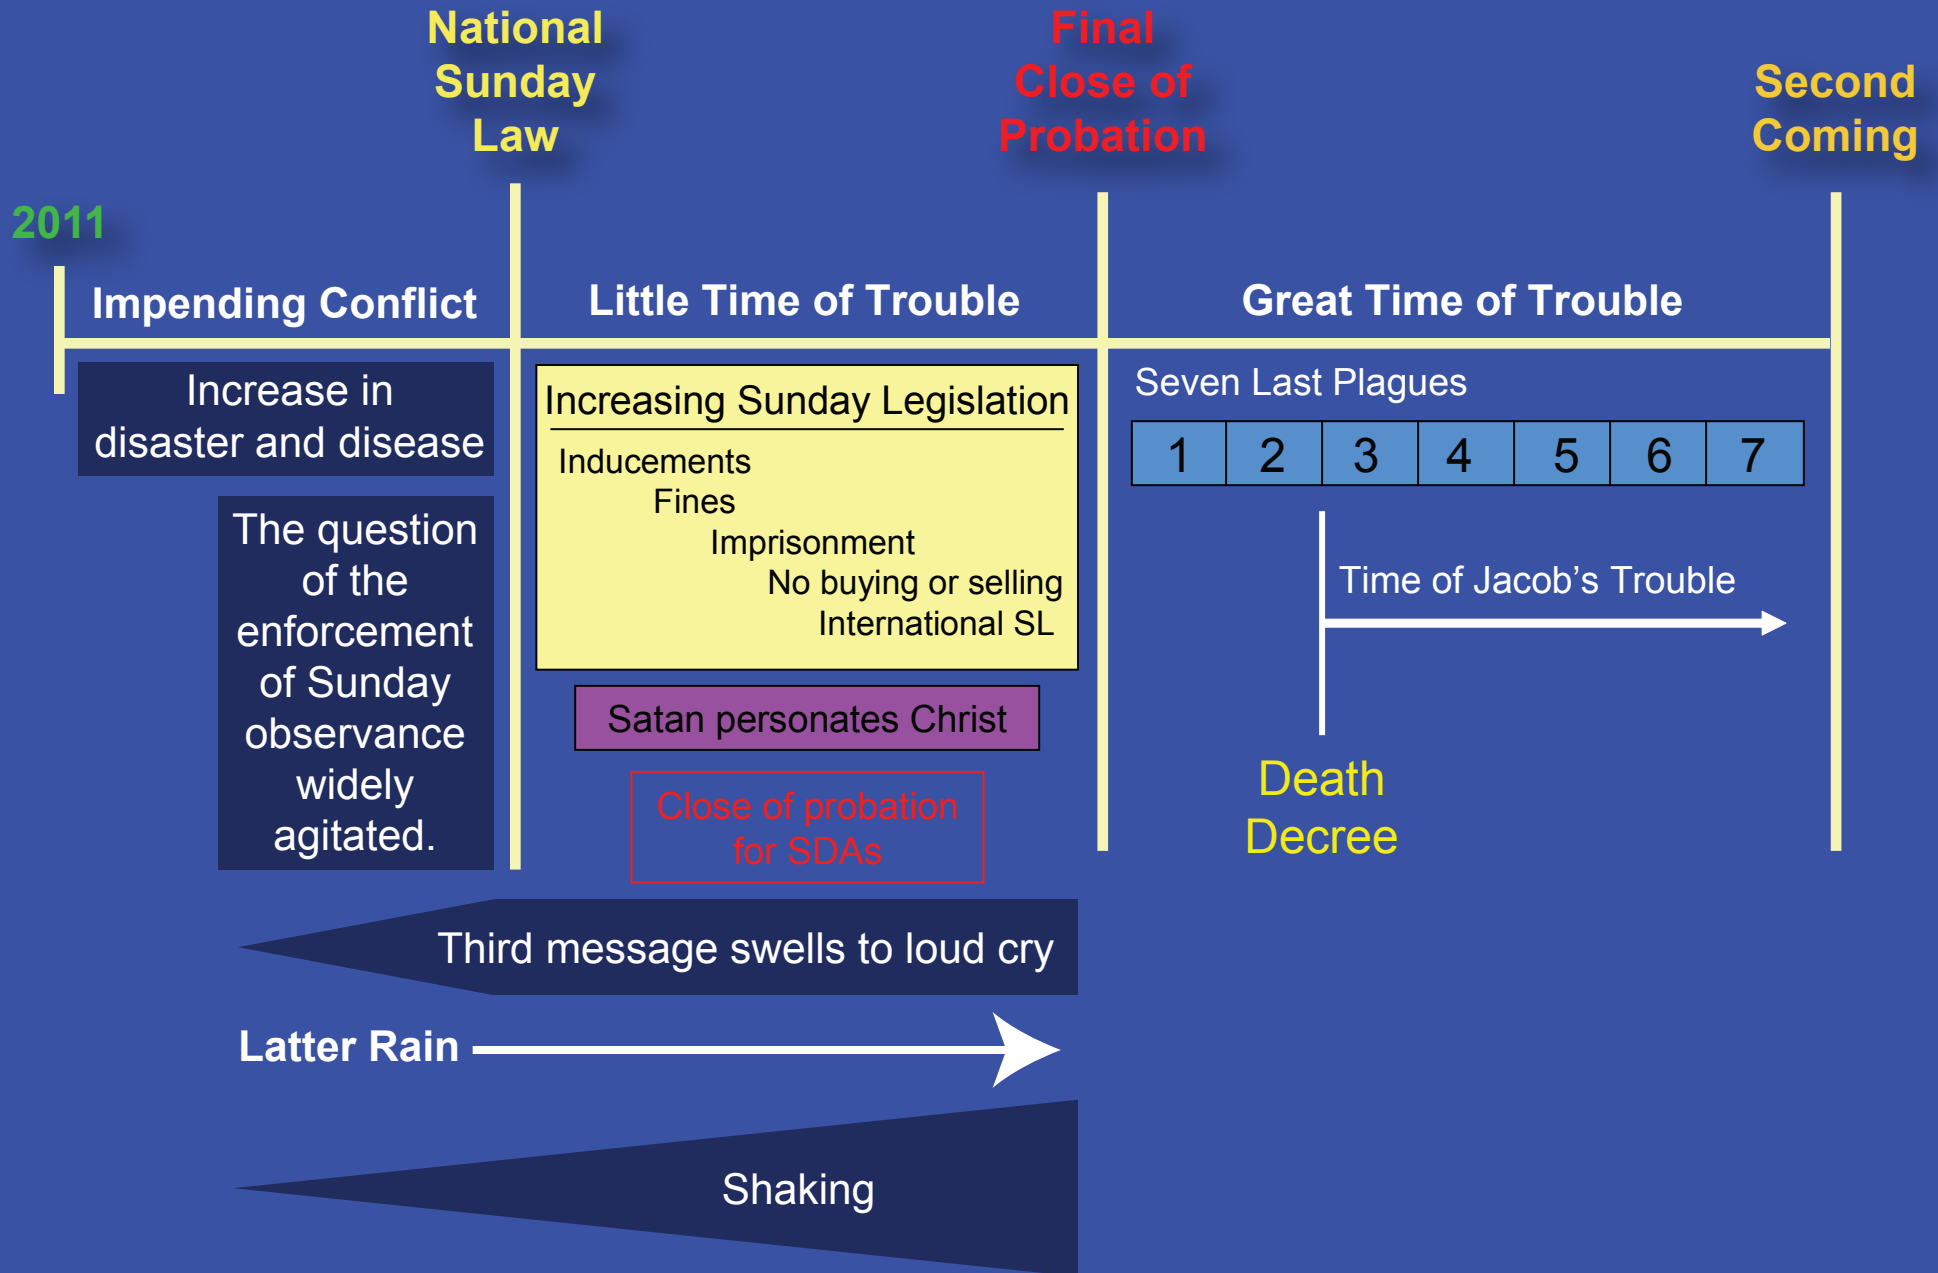 National
Sunday
Law
Final
Close of
Probation
Second
Coming
2011
Impending Conflict
Little Time of Trouble
Great Time of Trouble
Increase in
disaster and disease
The question
of the
enforcement
of Sunday
observance
widely
agitated.
Increasing Sunday Legislation
Inducements
Fines
Imprisonment
No buying or selling
International SL
Satan personates Christ
Close of probation
for SDAs
Seven Last Plagues
1 2 3 4 5 6 7
Time of Jacob's Trouble
Death
Decree
Third message swells to loud cry
Latter Rain
Shaking